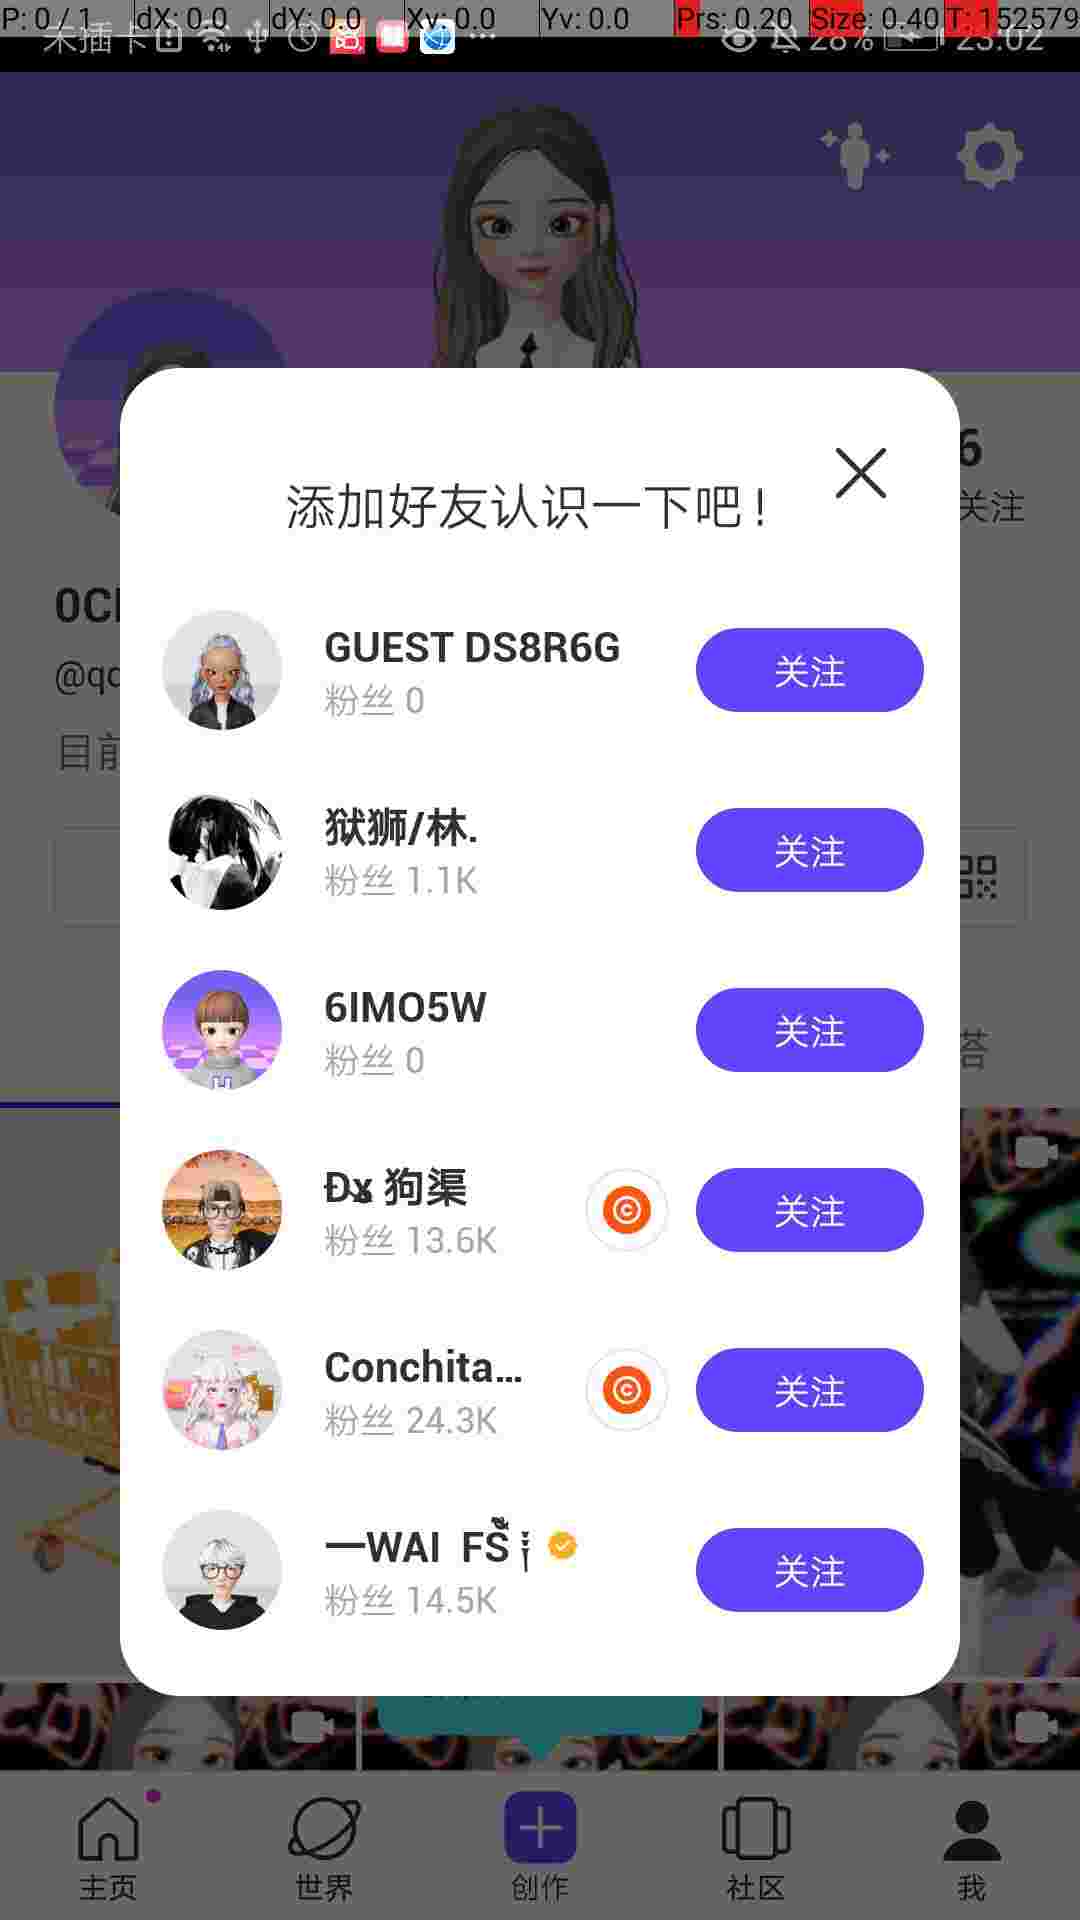 P: 0 / 1 dX: 0.0 dY: 0.0 Xv: 0.0 Yv: 0.0 Prs: 0.20 Size: 0.40 T: 152579
未插卡 28% 23:02
6
关注
添加好友认识一下吧!
GUEST DS8R6G
粉丝 0
关注
狱狮/林.
粉丝 1.1K
关注
6IMO5W
粉丝 0
关注
狗渠
粉丝 13.6K
关注
Conchita...
粉丝 24.3K
关注
一WAI FS
粉丝 14.5K
关注
目前
答
主页
世界
创作
社区
我